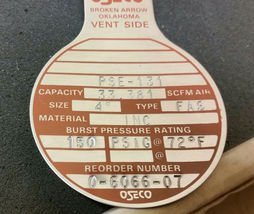 OSECO
BROKEN ARROW
OKLAHOMA
VENT SIDE
PSE-131
CAPACITY 33,381 SCFM AIR
SIZE 4" TYPE FAS
MATERIAL INC
BURST PRESSURE RATING
150 PSIG @ 72°F
REORDER NUMBER
0-6066-07
OSECO